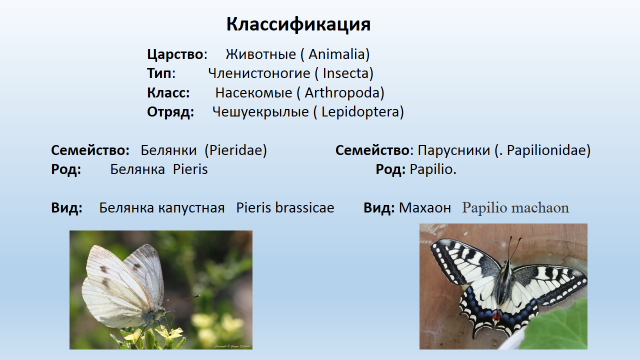 Классификация
Царство: Животные ( Animalia)
Тип: Членистоногие ( Insecta)
Класс: Насекомые ( Arthropoda)
Отряд: Чешуекрылые ( Lepidoptera)
Семейство: Белянки (Pieridae)
Род: Белянка Pieris
Вид: Белянка капустная Pieris brassicae
Семейство: Парусники (. Papilionidae)
Род: Papilio.
Вид: Махаон Papilio machaon